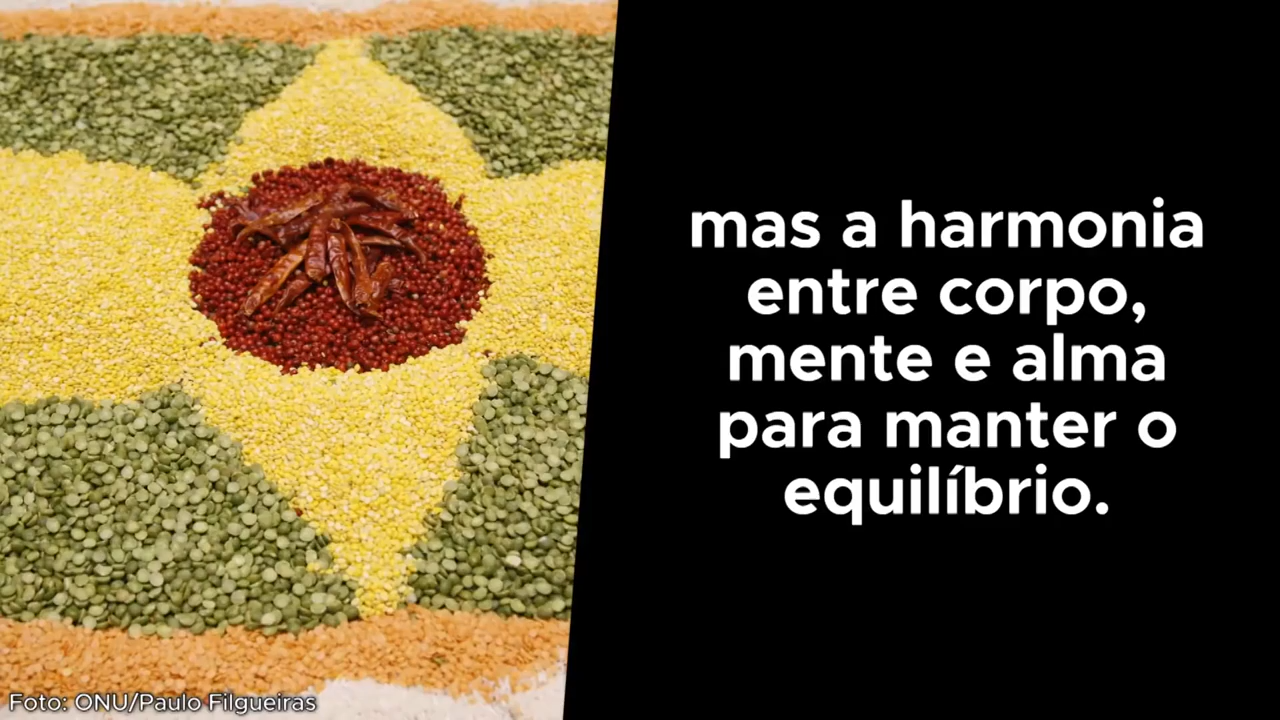 mas a harmonia
entre corpo,
mente e alma
para manter o
equilíbrio.
Foto: ONU/Paulo Filgueiras